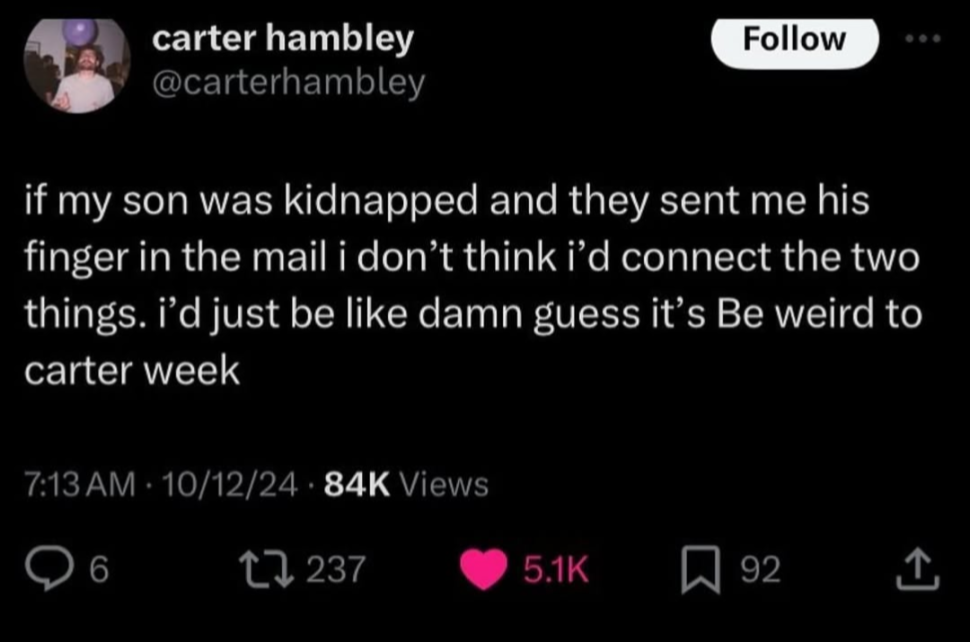 carter hambley
Follow
@carterhambley
if my son was kidnapped and they sent me his
finger in the mail i don’t think i’d connect the two
things. i’d just be like damn guess it’s Be weird to
carter week
7:13 AM · 10/12/24 · 84K Views
6 237 5.1K 92